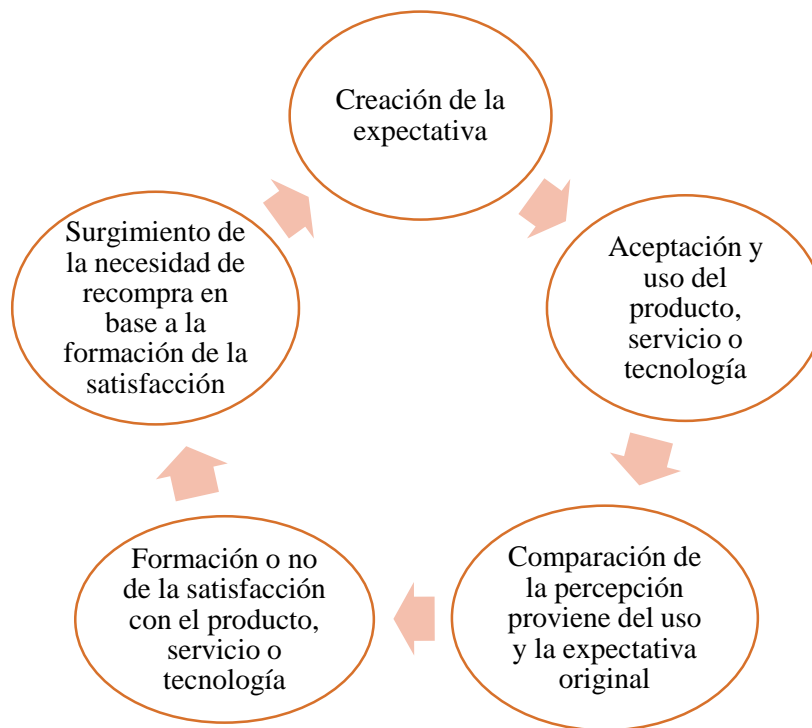 Creación de la
expectativa
Aceptación y
uso del
producto,
servicio o
tecnología
Comparación de
la percepción
proviene del uso
y la expectativa
original
Formación o no
de la satisfacción
con el producto,
servicio o
tecnología
Surgimiento de
la necesidad de
recompra en
base a la
formación de la
satisfacción